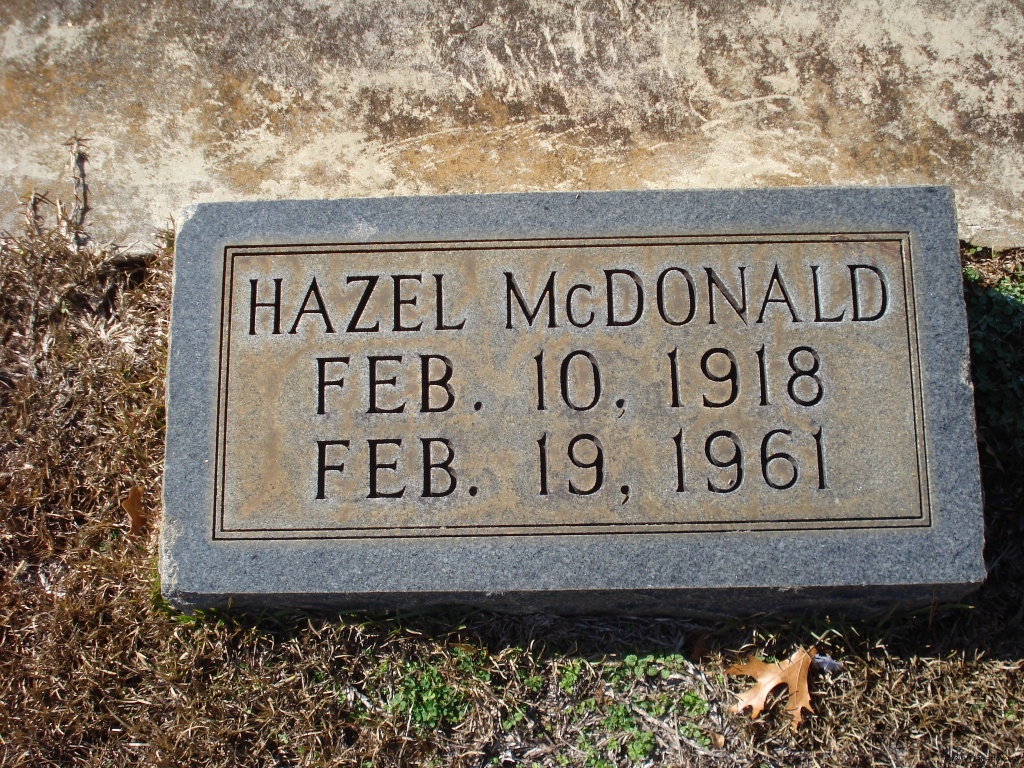 HAZEL McDONALD
FEB. 10, 1918
FEB. 19, 1961